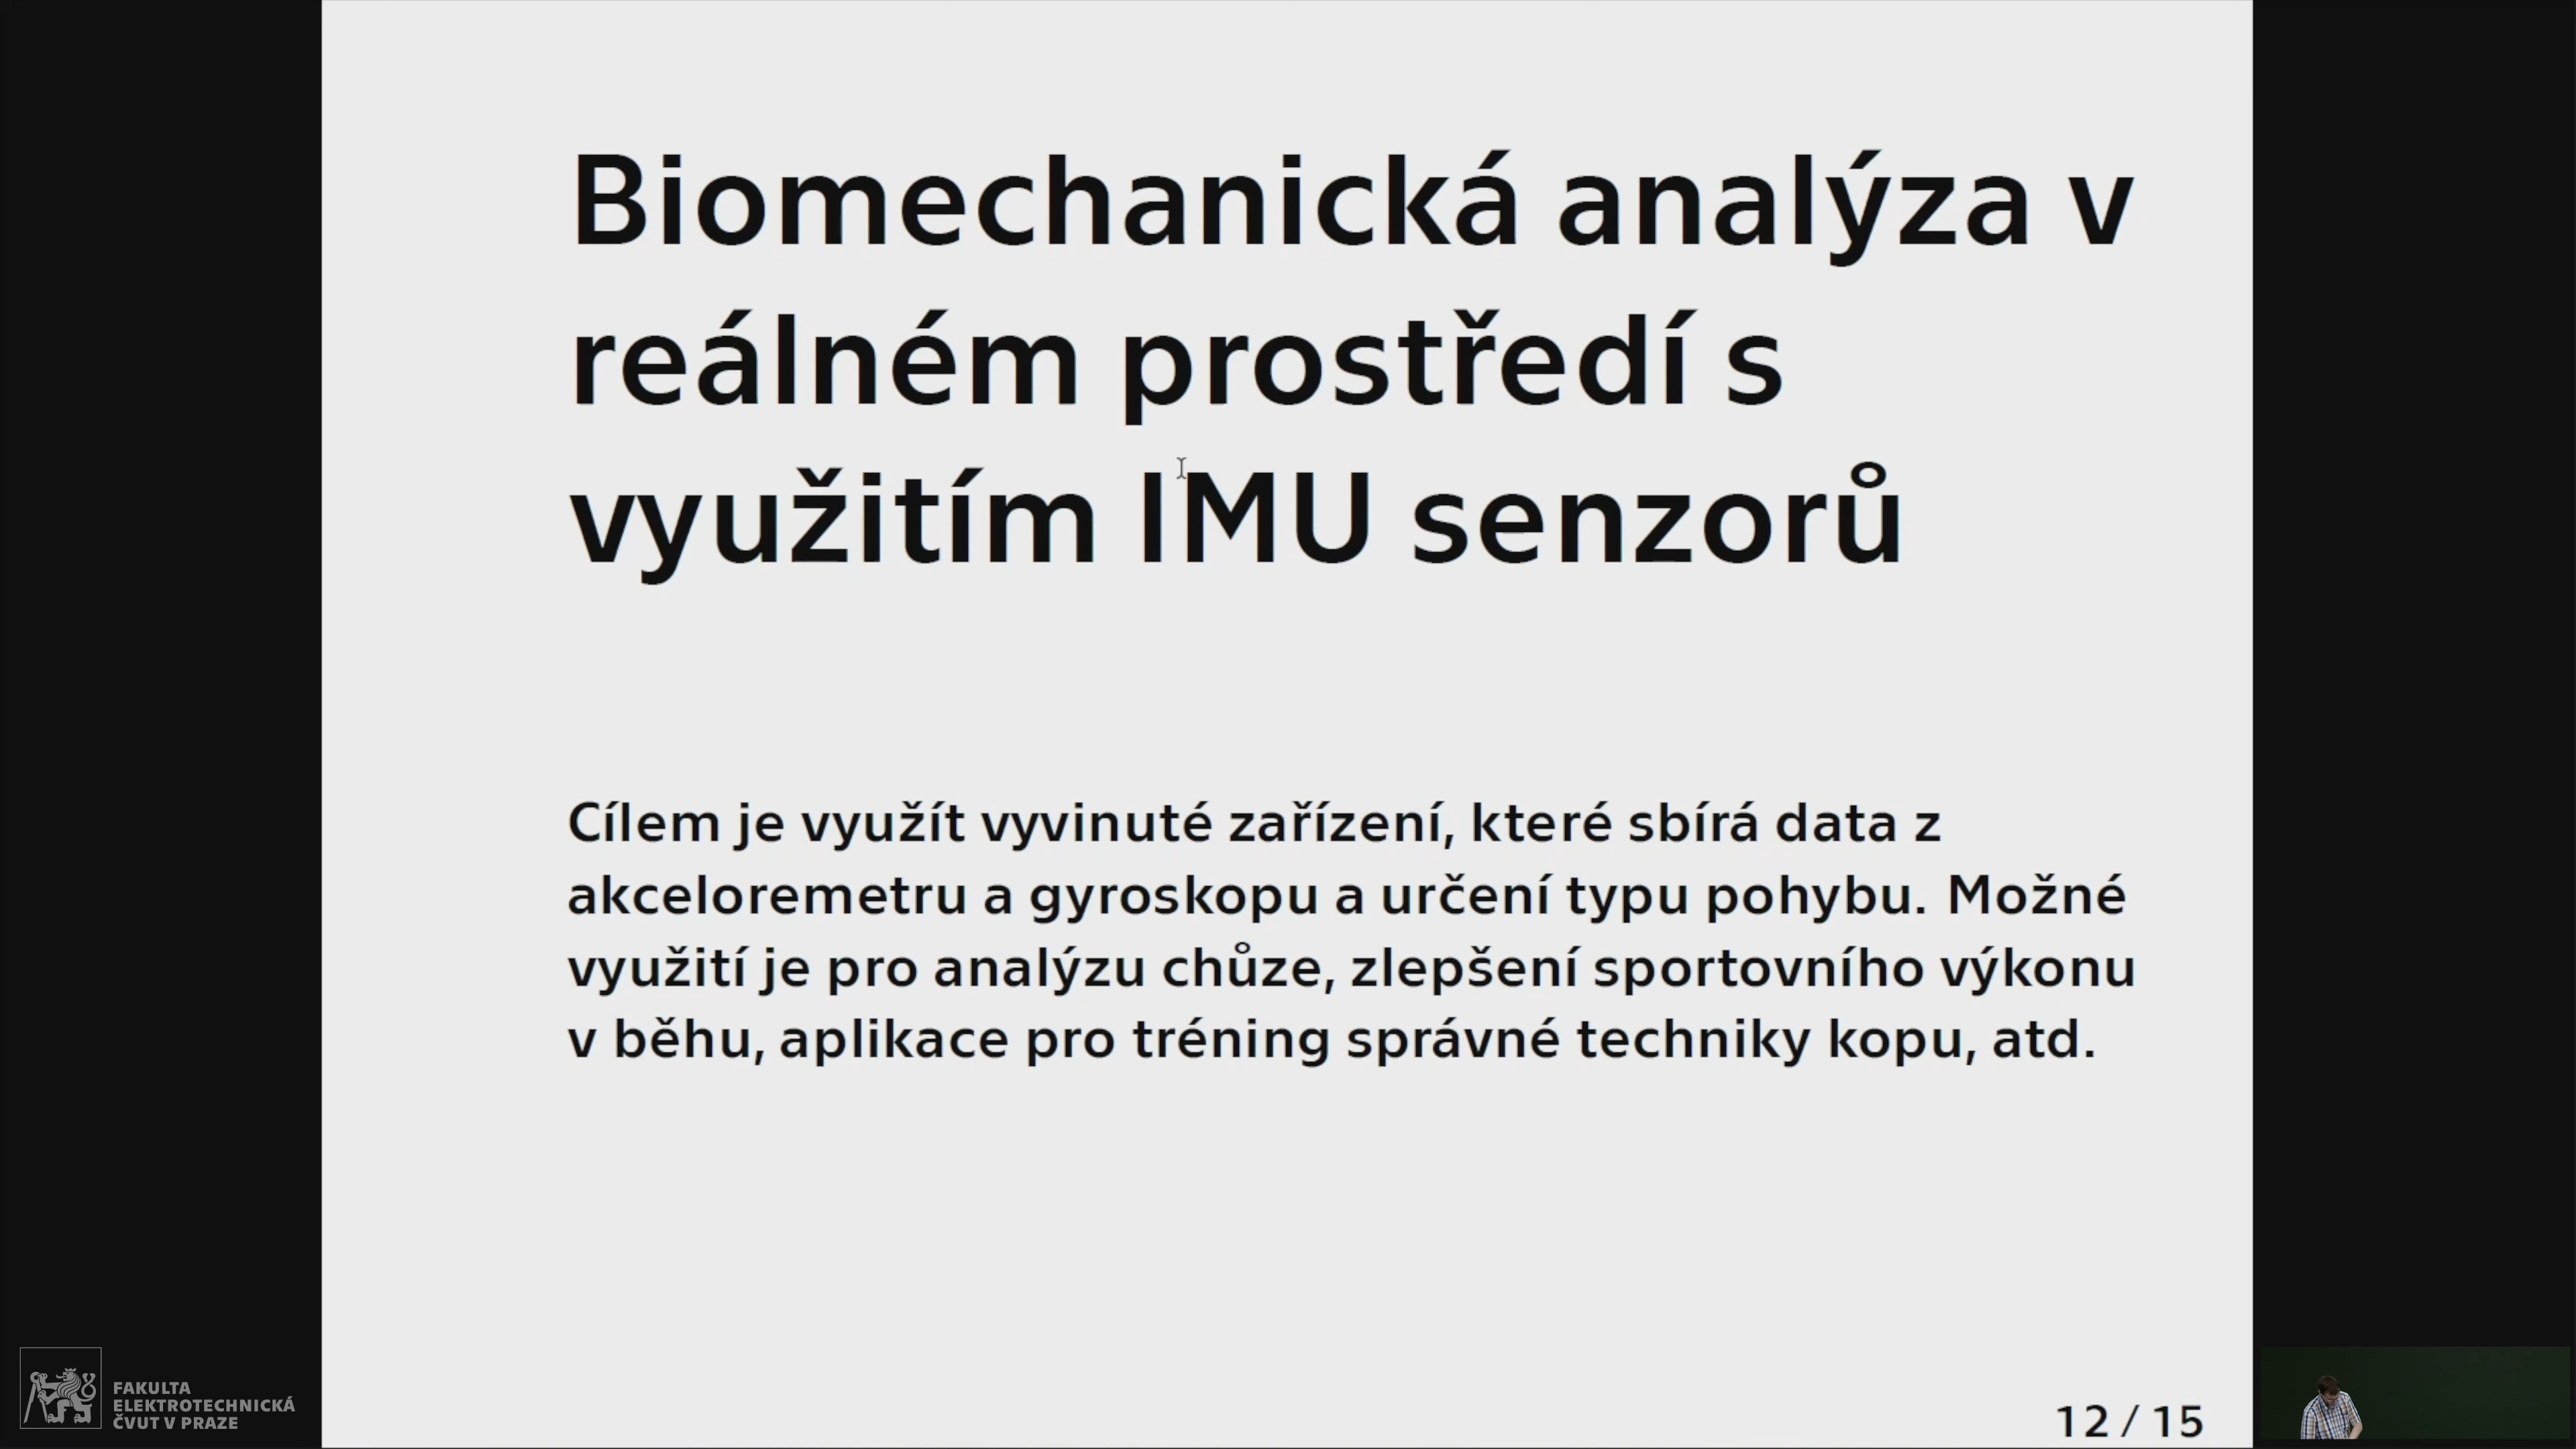 Biomechanická analýza v
reálném prostředí s
využitím IMU senzorů
Cílem je využít vyvinuté zařízení, které sbírá data z
akceloremetru a gyroskopu a určení typu pohybu. Možné
využití je pro analýzu chůze, zlepšení sportovního výkonu
v běhu, aplikace pro tréning správné techniky kopu, atd.
12 / 15
FAKULTA
ELEKTROTECHNICKÁ
ČVUT V PRAZE